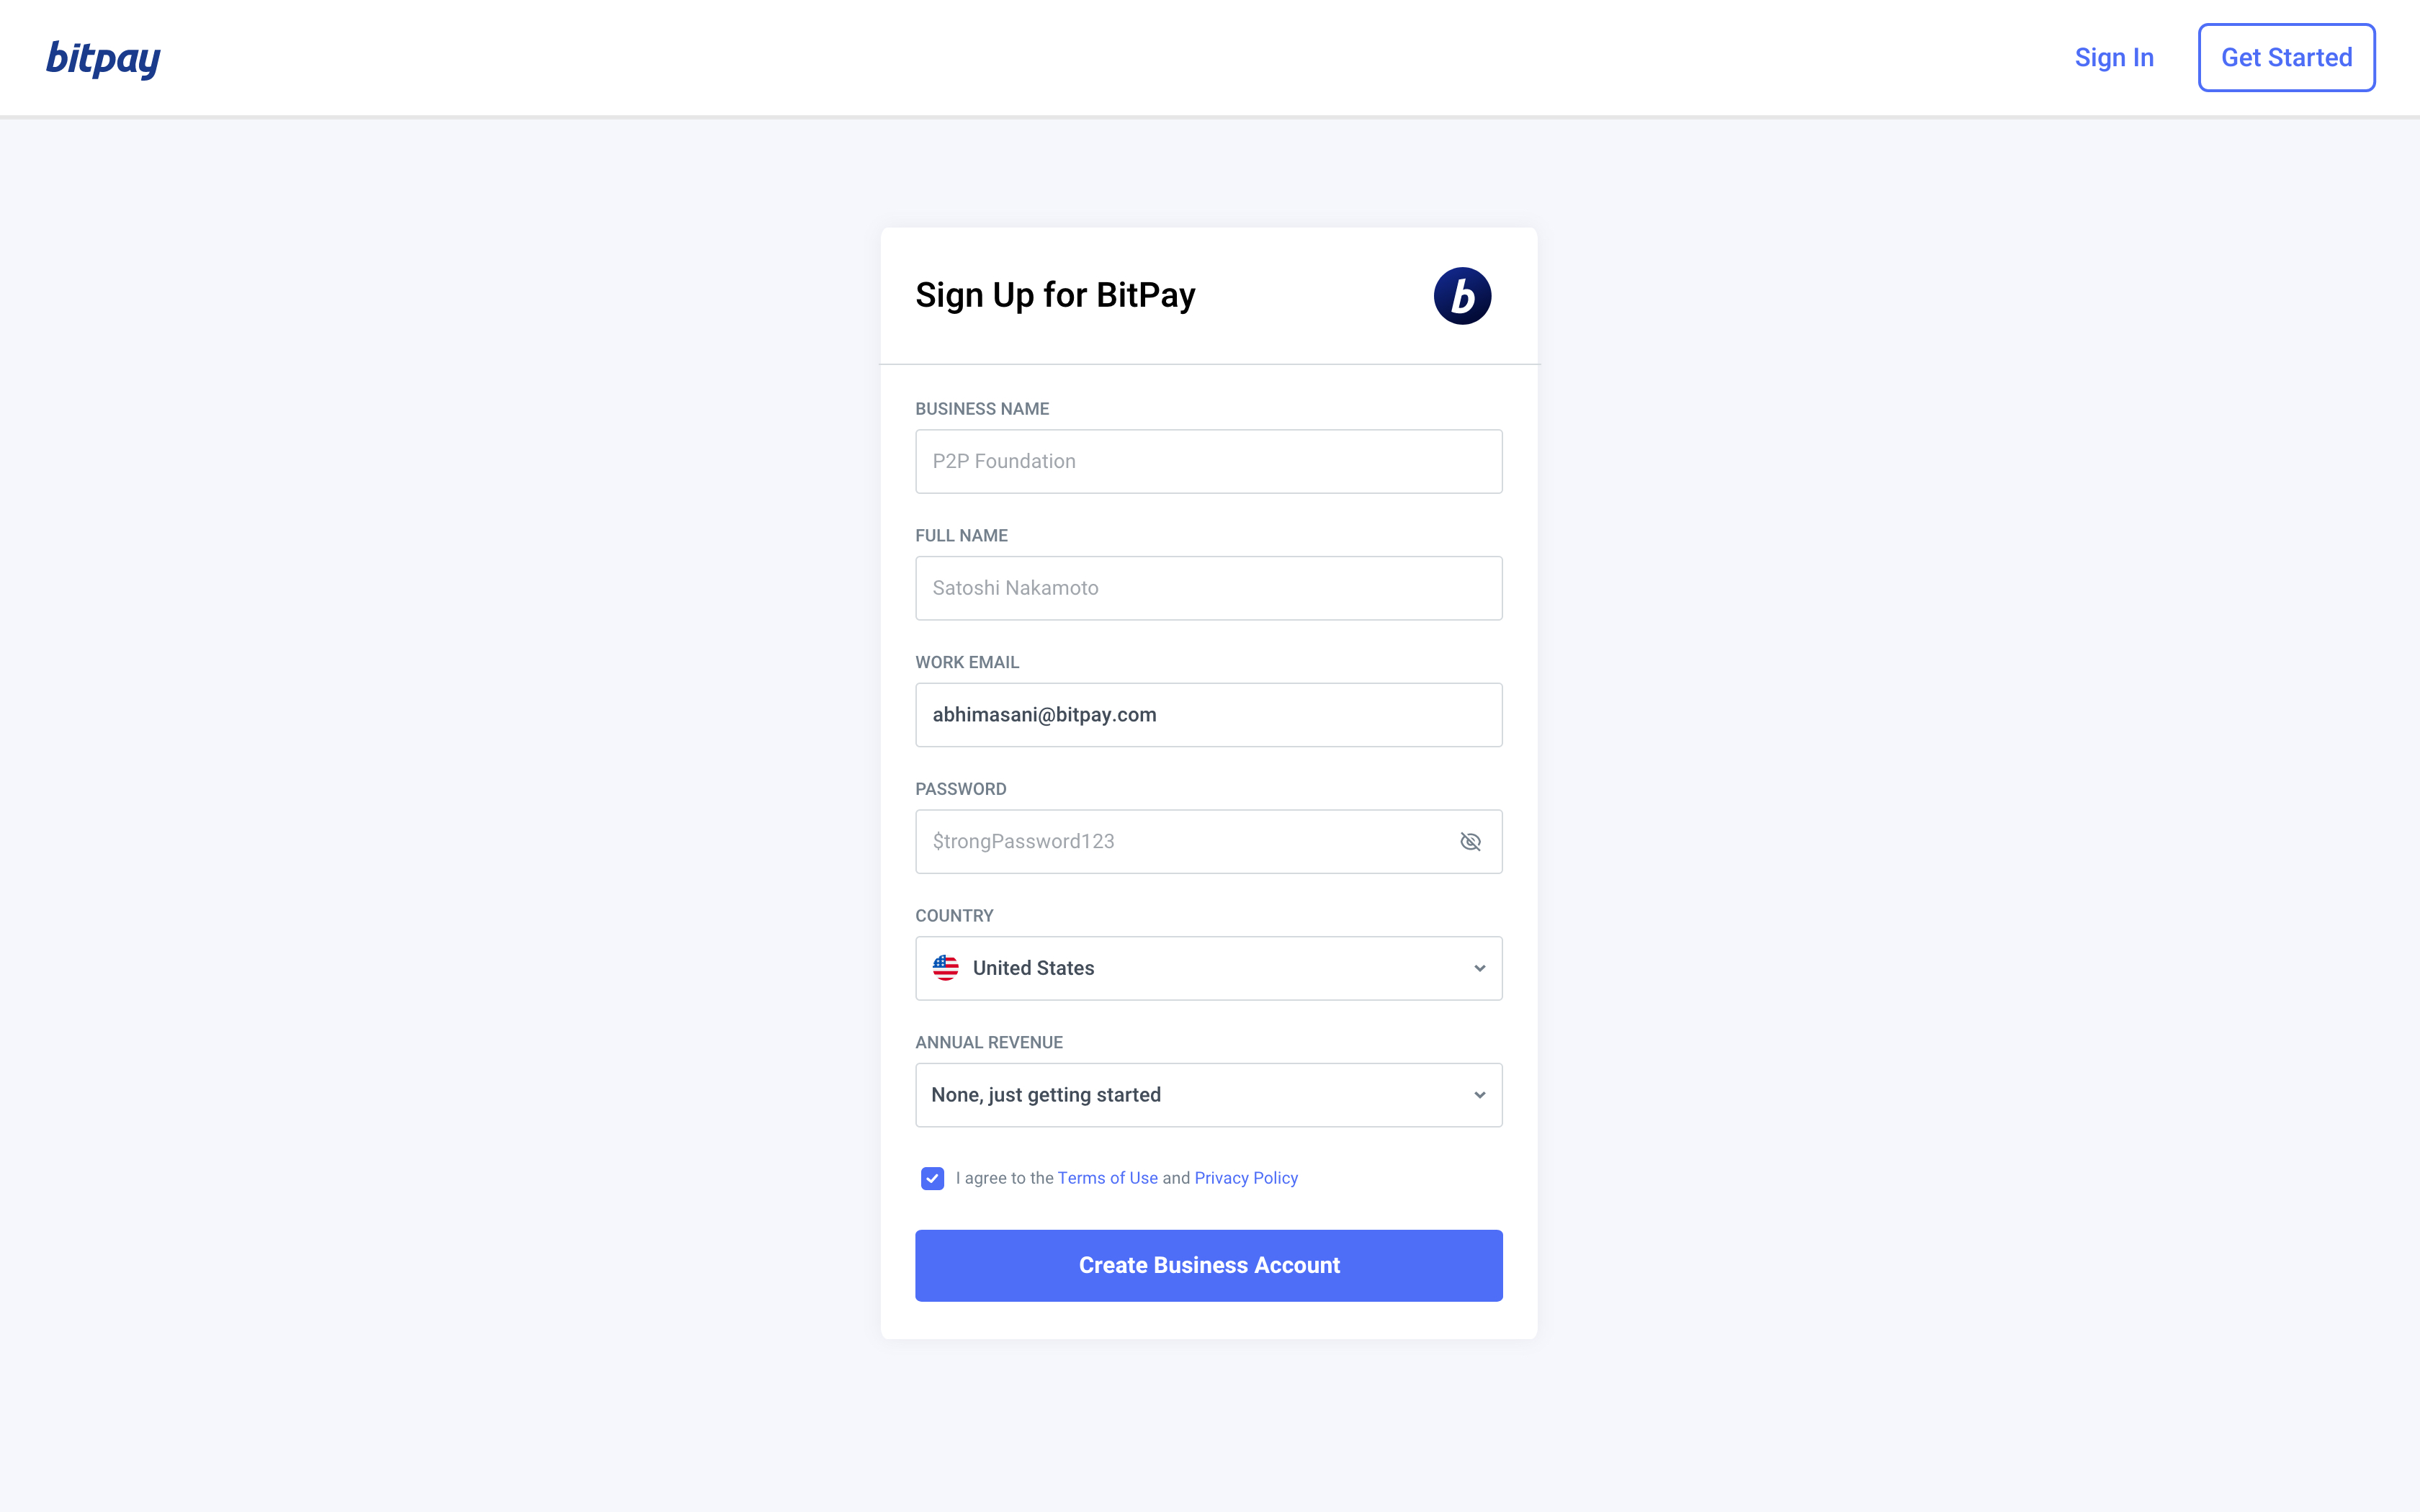 bitpay
Sign In
Get Started
Sign Up for BitPay
b
BUSINESS NAME
P2P Foundation
FULL NAME
Satoshi Nakamoto
WORK EMAIL
abhimasani@bitpay.com
PASSWORD
$trongPassword123
COUNTRY
United States
ANNUAL REVENUE
None, just getting started
I agree to the Terms of Use and Privacy Policy
Create Business Account